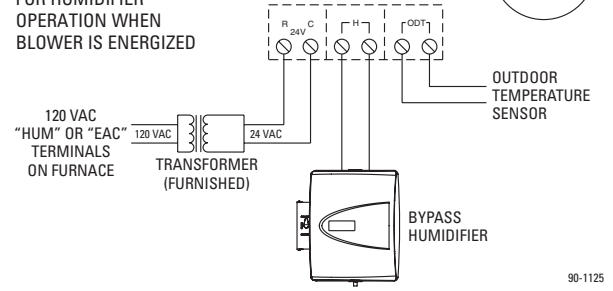 FOR HUMIDIFIER
OPERATION WHEN
BLOWER IS ENERGIZED
R C H ODT
24V
OUTDOOR
TEMPERATURE
SENSOR
120 VAC
“HUM” OR “EAC”
TERMINALS
ON FURNACE
120 VAC
24 VAC
TRANSFORMER
(FURNISHED)
BYPASS
HUMIDIFIER
90-1125